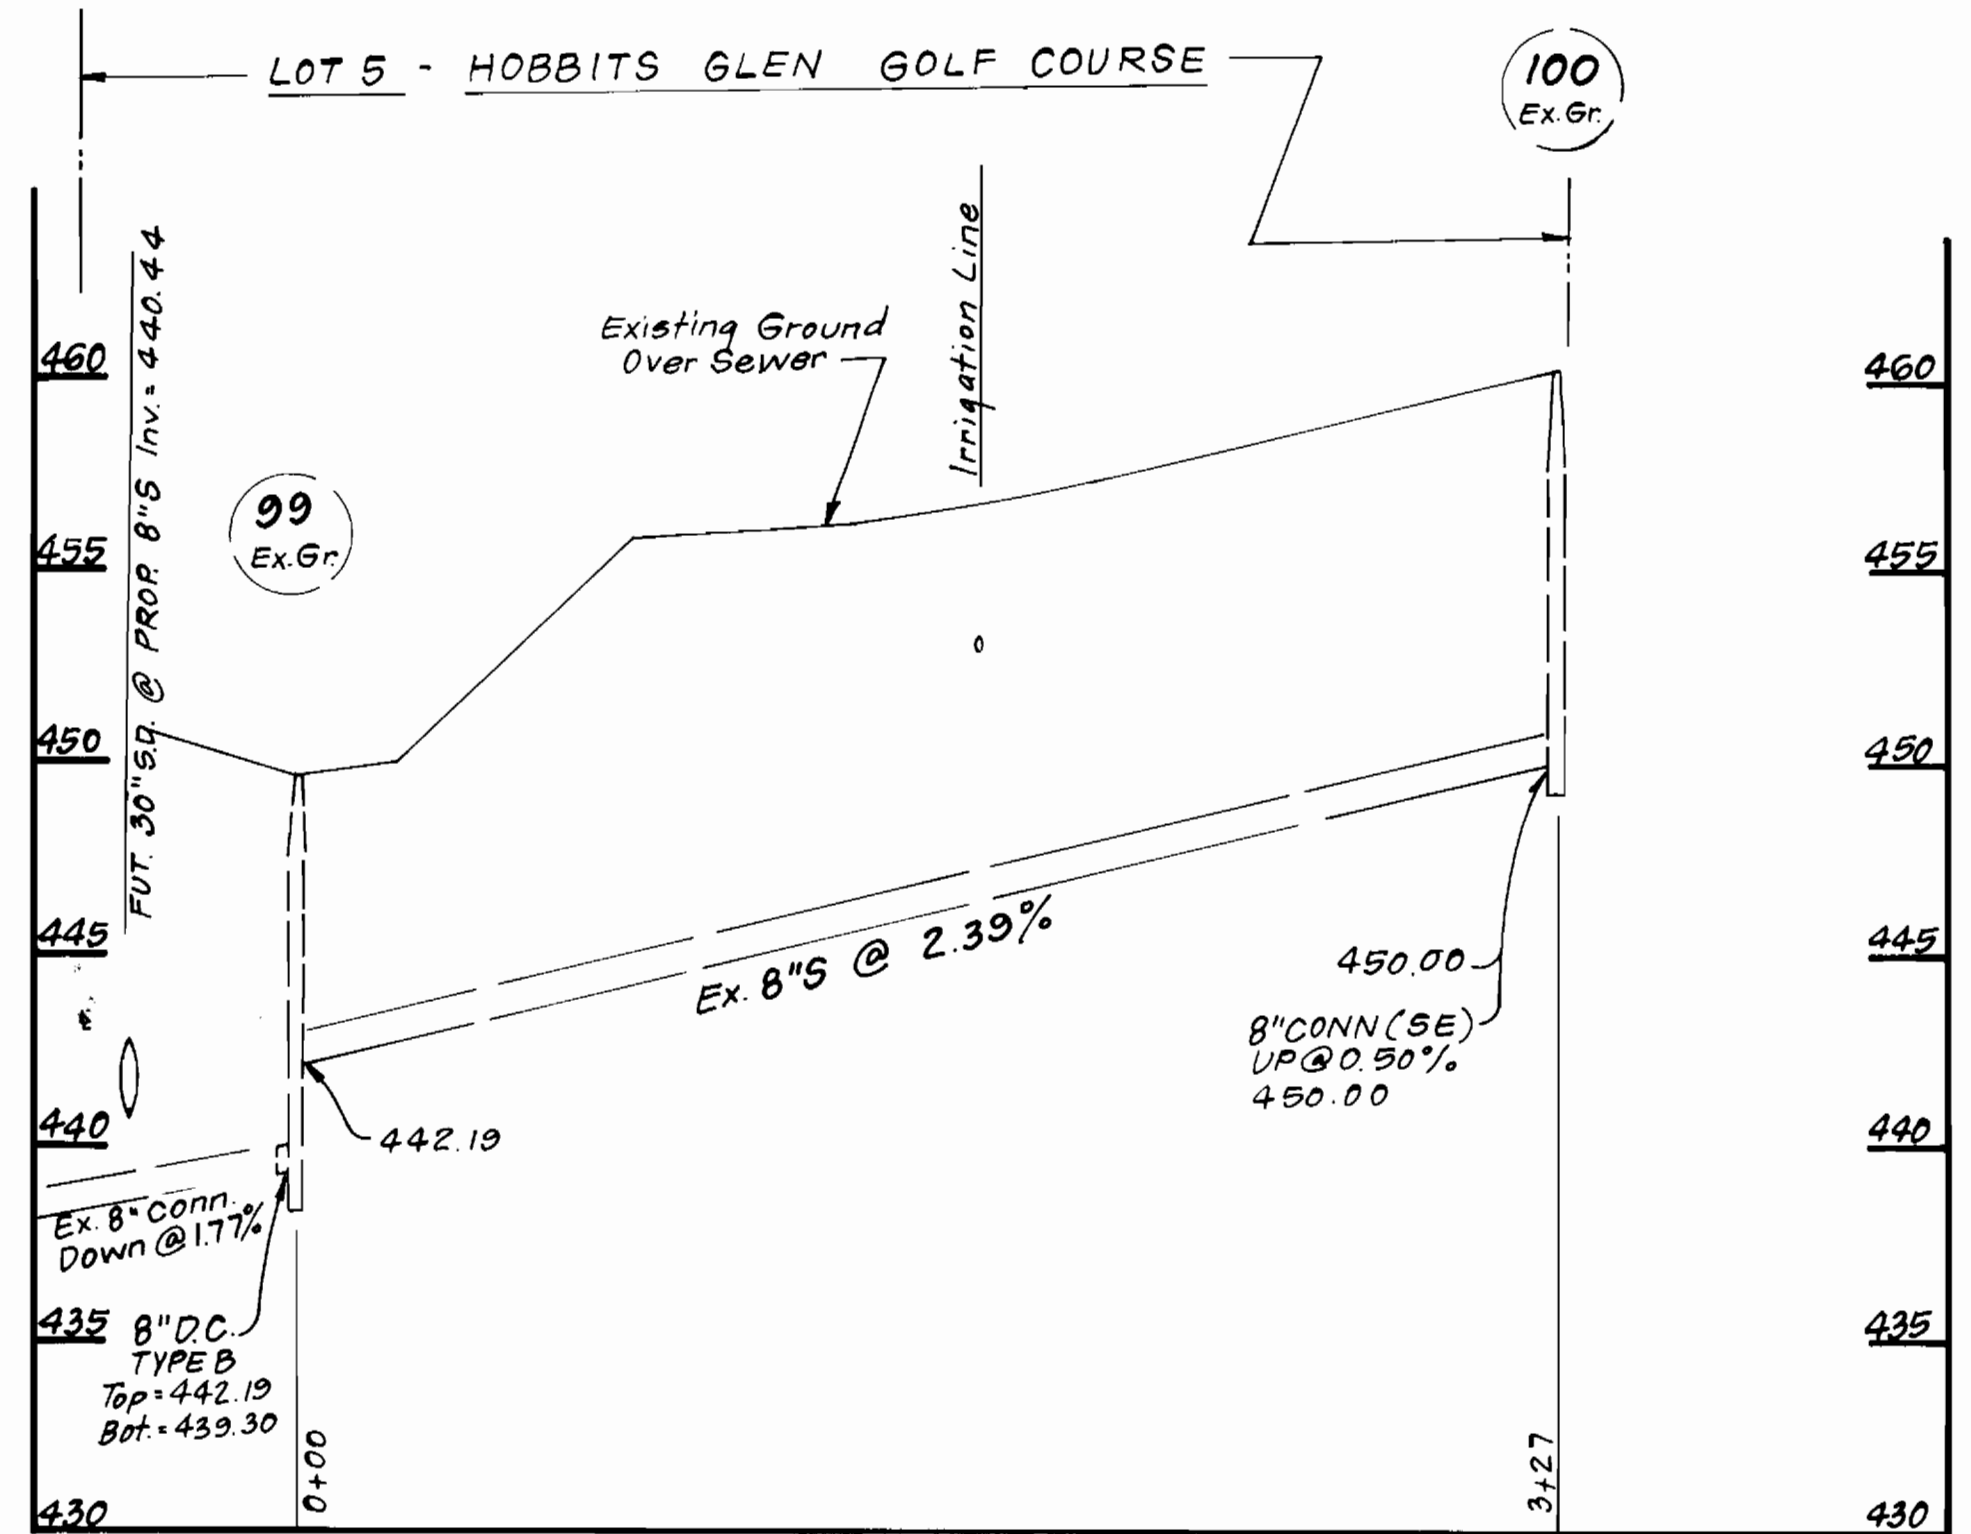 LOT 5 - HOBBITS GLEN GOLF COURSE
100
Ex. Gr.
FUT. 30" S.D. @ PROP. 8"S Inv. = 440.44
Irrigation Line
Existing Ground
Over Sewer
99
Ex. Gr.
460
455
450
445
440
435
430
460
455
450
445
440
435
430
Ex. 8"S @ 2.39%
450.00
8" CONN (SE)
UP @ 0.50%
450.00
442.19
Ex. 8" Conn.
Down @ 1.77%
8" D.C.
TYPE B
Top = 442.19
Bot. = 439.30
0+00
3+27